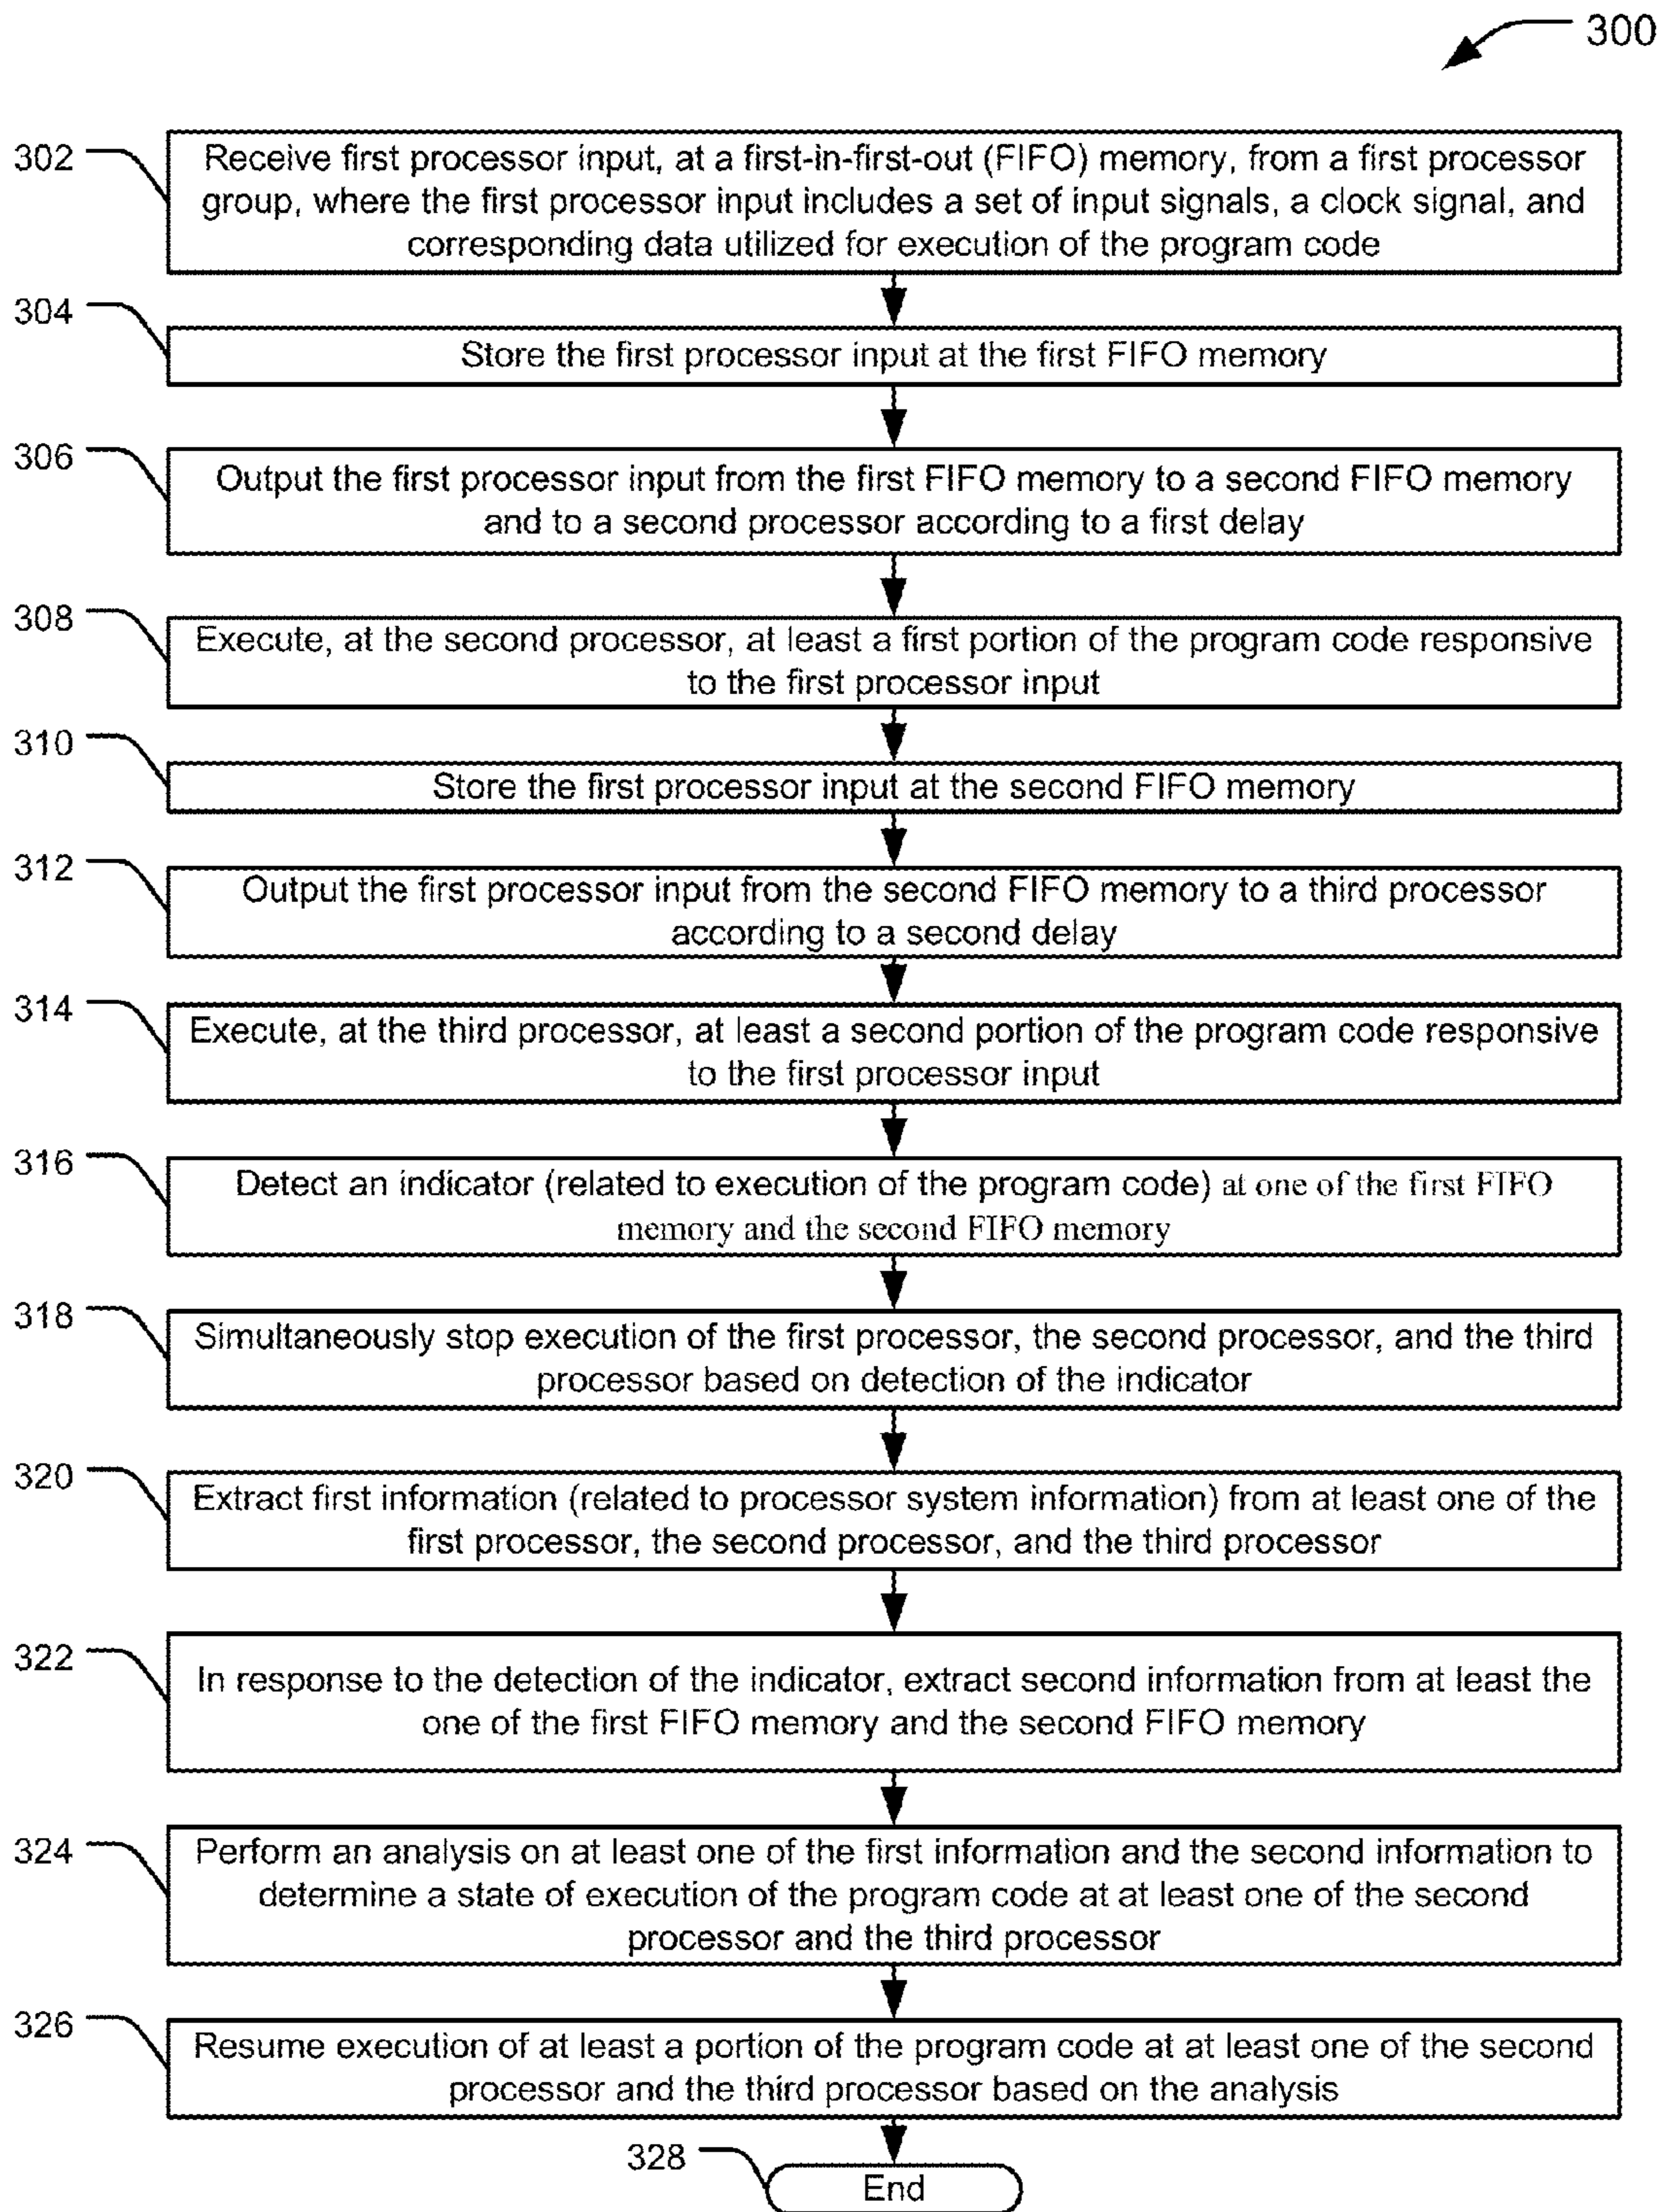 300
302
Receive first processor input, at a first-in-first-out (FIFO) memory, from a first processor
group, where the first processor input includes a set of input signals, a clock signal, and
corresponding data utilized for execution of the program code
304
Store the first processor input at the first FIFO memory
306
Output the first processor input from the first FIFO memory to a second FIFO memory
and to a second processor according to a first delay
308
Execute, at the second processor, at least a first portion of the program code responsive
to the first processor input
310
Store the first processor input at the second FIFO memory
312
Output the first processor input from the second FIFO memory to a third processor
according to a second delay
314
Execute, at the third processor, at least a second portion of the program code responsive
to the first processor input
316
Detect an indicator (related to execution of the program code) at one of the first FIFO
memory and the second FIFO memory
318
Simultaneously stop execution of the first processor, the second processor, and the third
processor based on detection of the indicator
320
Extract first information (related to processor system information) from at least one of the
first processor, the second processor, and the third processor
322
In response to the detection of the indicator, extract second information from at least the
one of the first FIFO memory and the second FIFO memory
324
Perform an analysis on at least one of the first information and the second information to
determine a state of execution of the program code at at least one of the second
processor and the third processor
326
Resume execution of at least a portion of the program code at at least one of the second
processor and the third processor based on the analysis
328
End